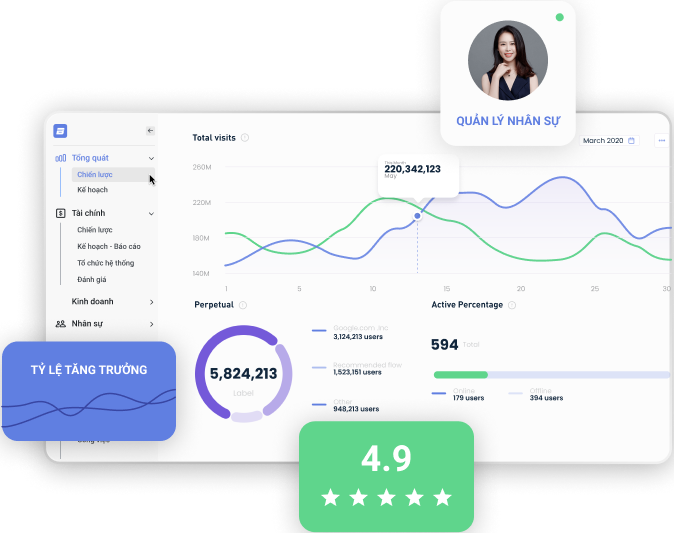 QUẢN LÝ NHÂN SỰ
Total visits
March 2020
Tổng quát
Chiến lược
Kế hoạch
Tài chính
Chiến lược
Kế hoạch - Báo cáo
Tổ chức hệ thống
Đánh giá
Kinh doanh
Nhân sự
260M
220M
180M
140M
220,342,123
May
1
5
10
15
20
25
30
Perpetual
5,824,213
Label
Google.com .Inc
3,124,213 users
Recommended flow
1,523,151 users
Other
948,213 users
Active Percentage
594 Total
Online
179 users
Offline
394 users
TỶ LỆ TĂNG TRƯỞNG
4.9